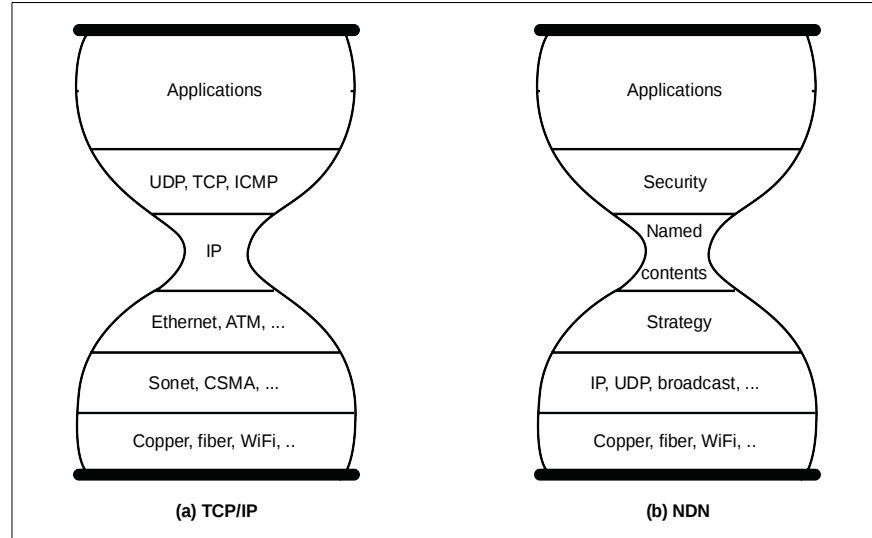 Applications
UDP, TCP, ICMP
IP
Ethernet, ATM, ...
Sonet, CSMA, ...
Copper, fiber, WiFi, ..
(a) TCP/IP
Applications
Security
Named
contents
Strategy
IP, UDP, broadcast, ...
Copper, fiber, WiFi, ..
(b) NDN